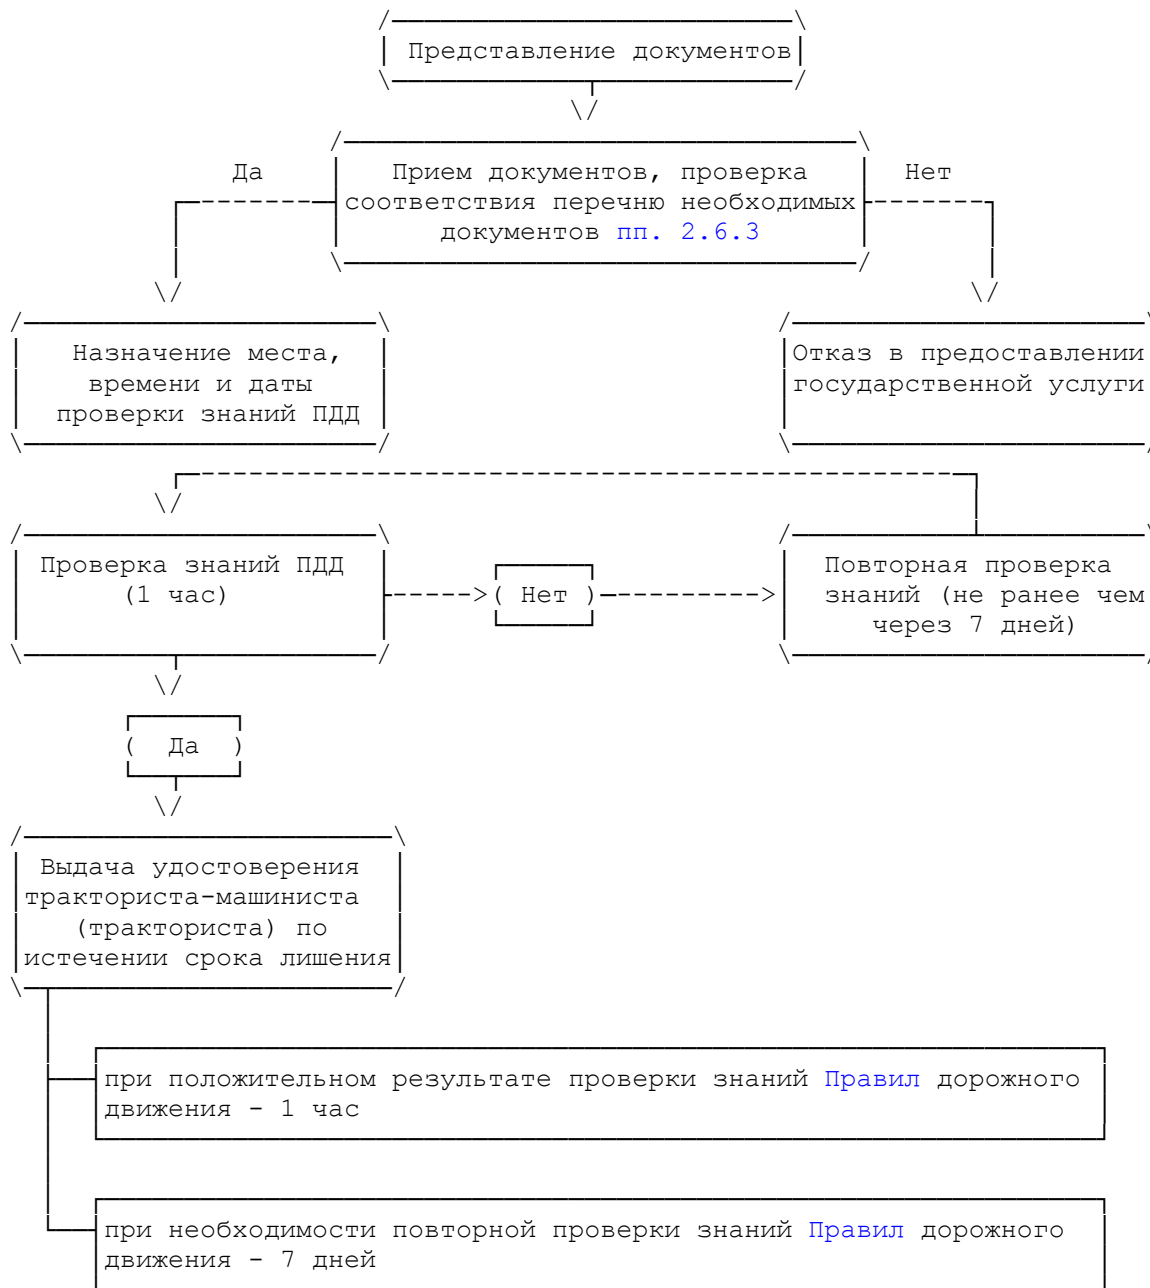 Представление документов
Да
Прием документов, проверка
Нет
соответствия перечню необходимых
документов пп. 2.6.3
Назначение места,
времени и даты
проверки знаний ПДД
Отказ в предоставлении
государственной услуги
Проверка знаний ПДД
(1 час)
( Нет )
Повторная проверка
знаний (не ранее чем
через 7 дней)
( Да )
Выдача удостоверения
тракториста-машиниста
(тракториста) по
истечении срока лишения
при положительном результате проверки знаний Правил дорожного
движения - 1 час
при необходимости повторной проверки знаний Правил дорожного
движения - 7 дней